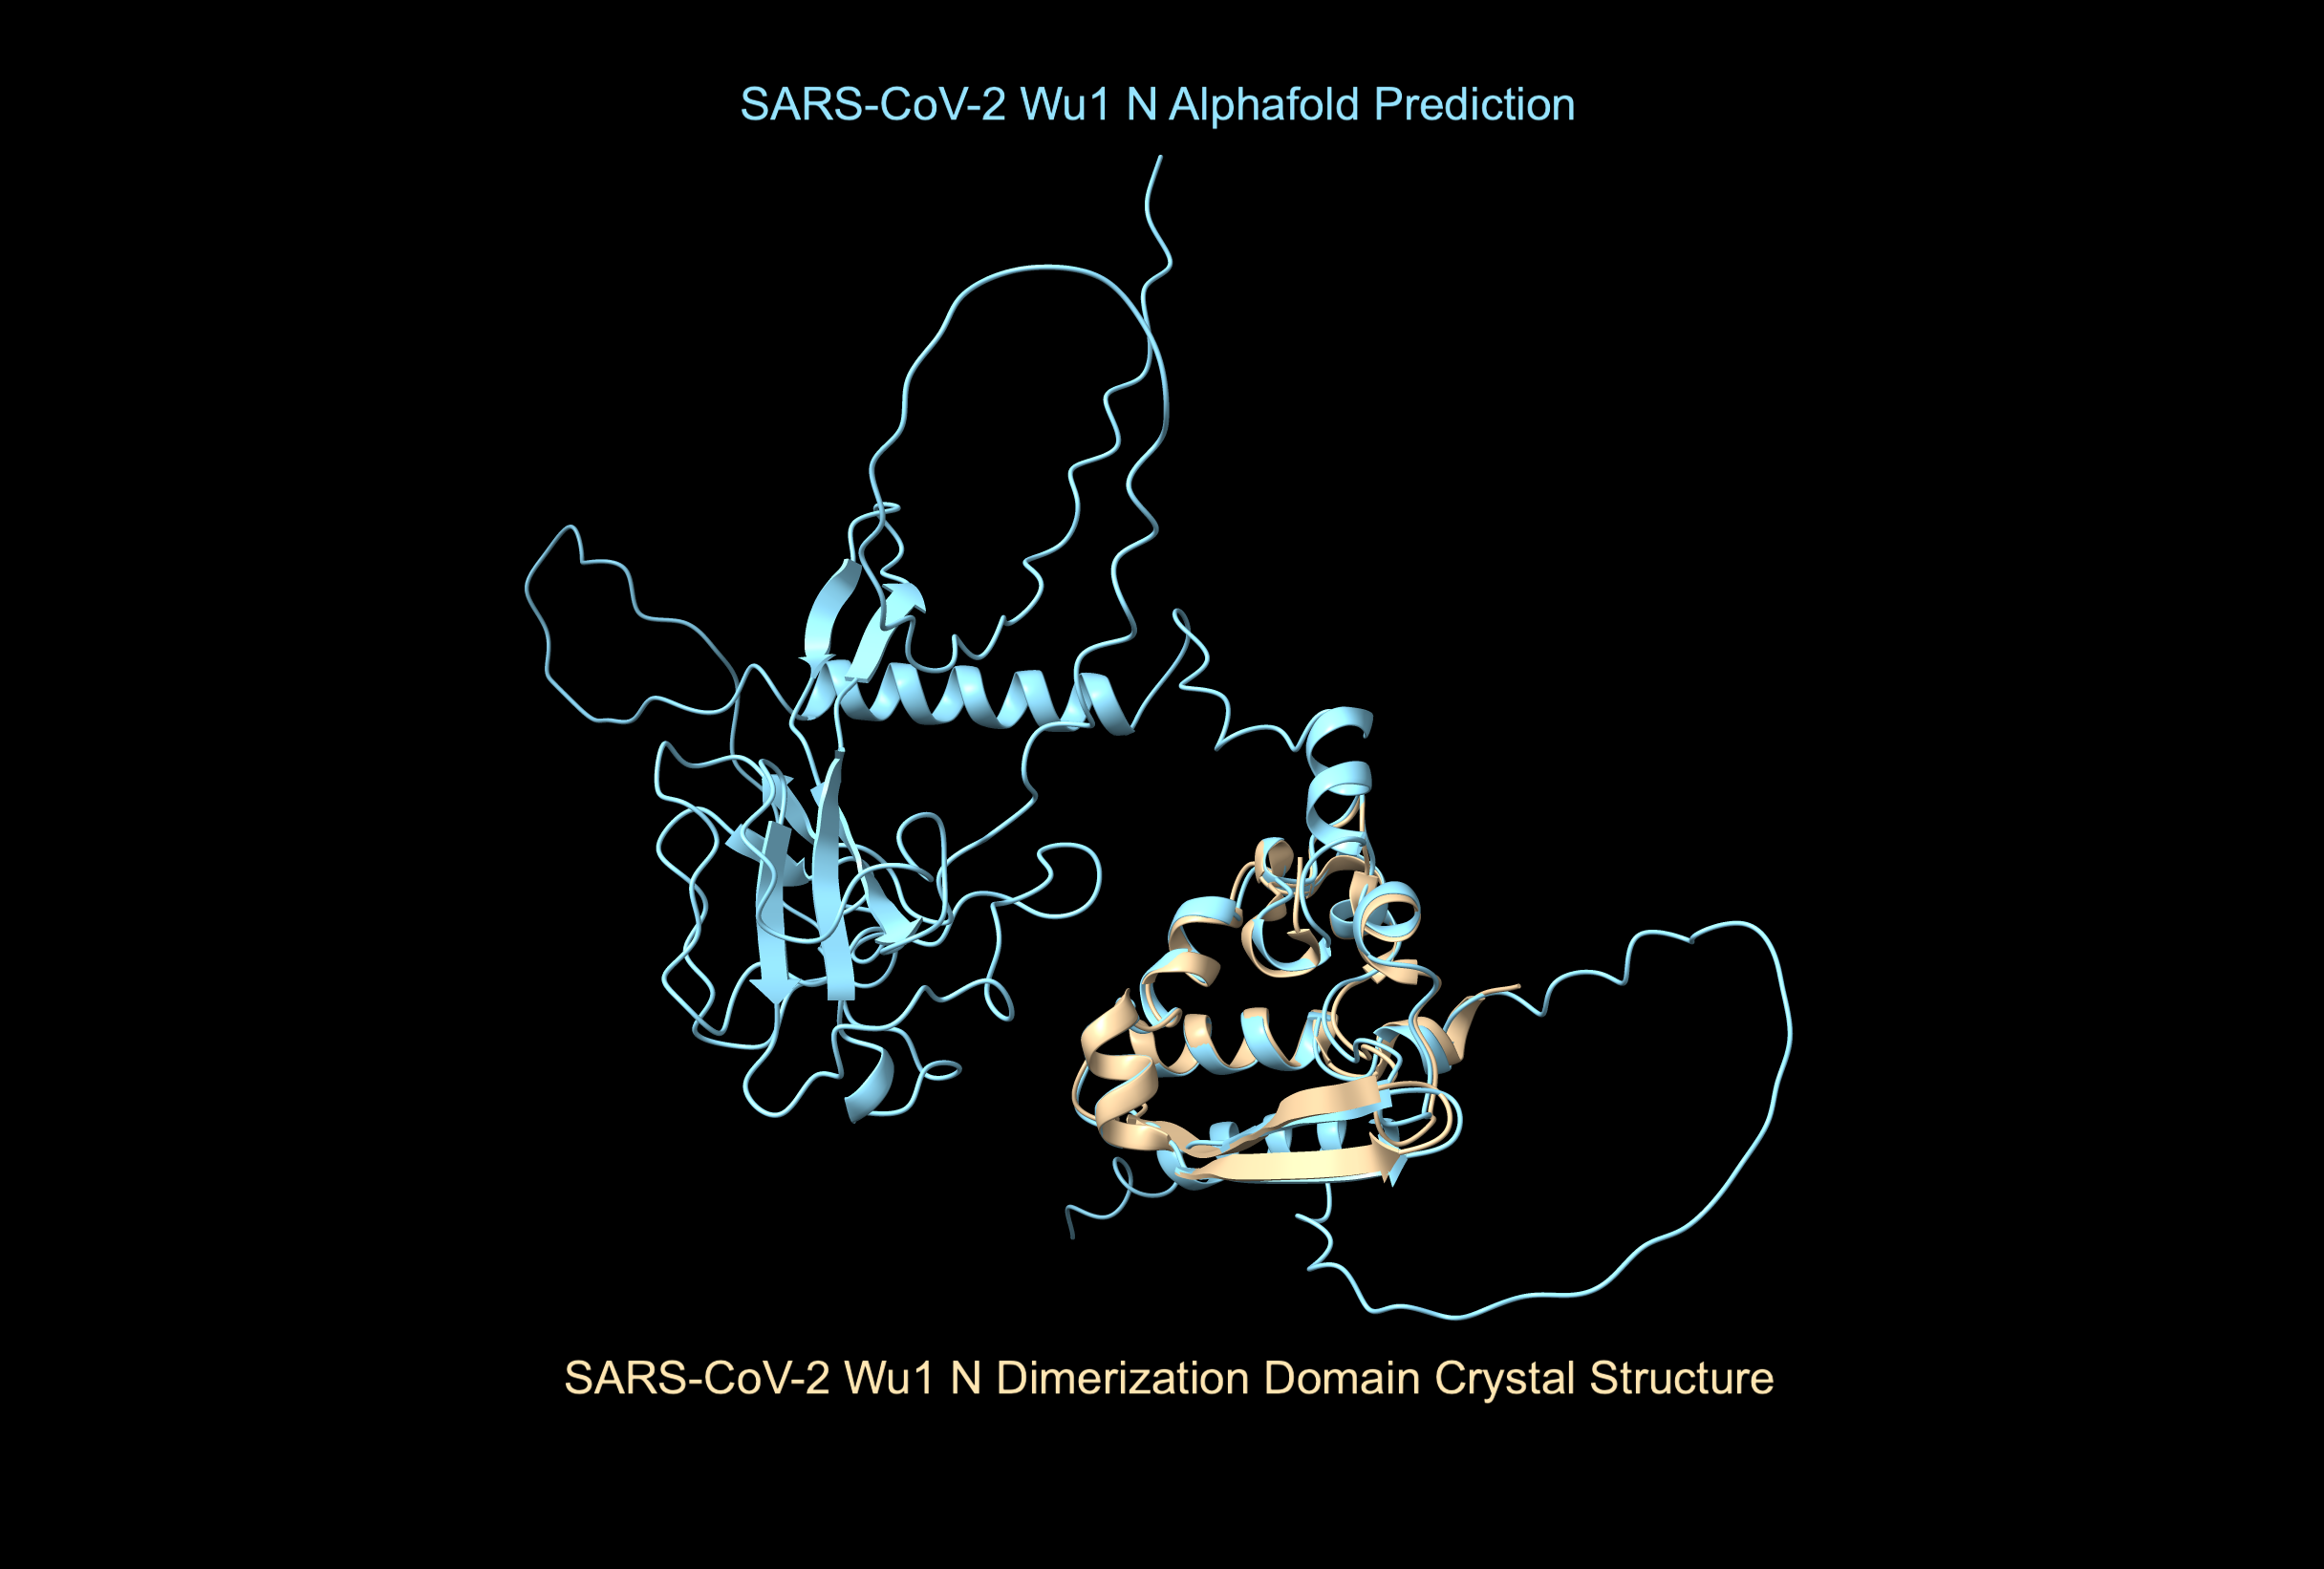 SARS-CoV-2 Wu1 N Alphafold Prediction
SARS-CoV-2 Wu1 N Dimerization Domain Crystal Structure